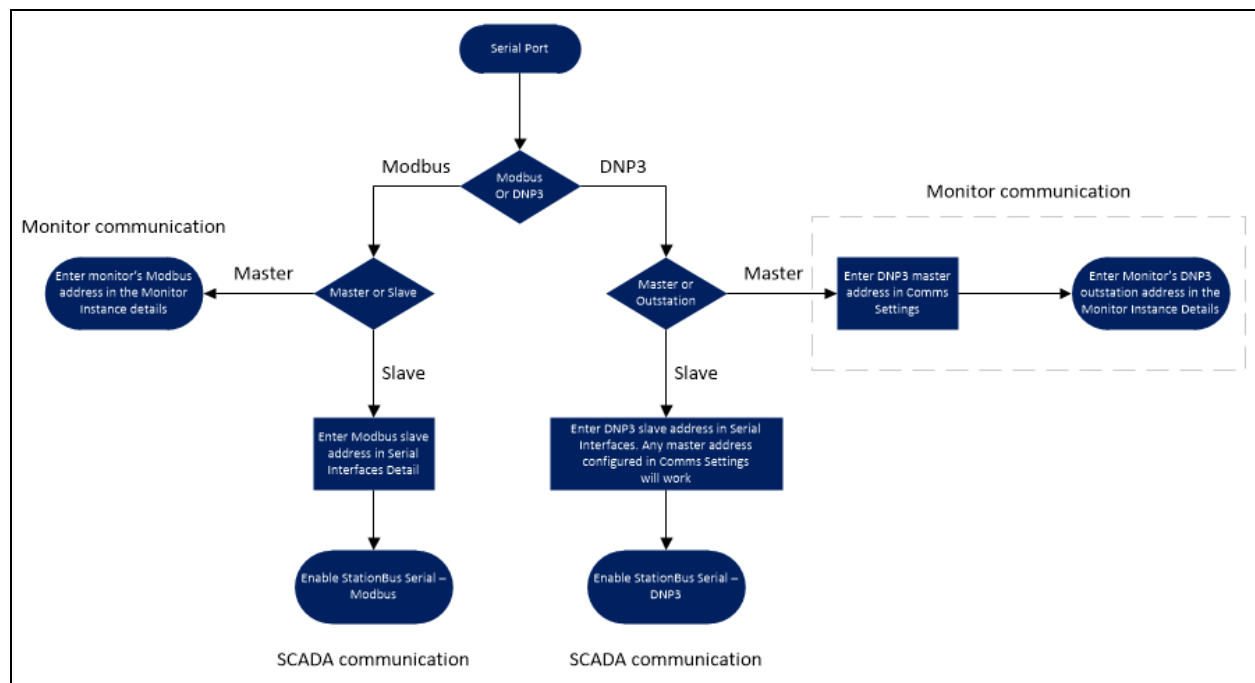 Serial Port
Modbus
DNP3
Modbus
Or DNP3
Monitor communication
Monitor communication
Master
Master or Slave
Enter monitor's Modbus
address in the Monitor
Instance details
Master or
Outstation
Master
Enter DNP3 master
address in Comms
Settings
Enter Monitor's DNP3
outstation address in the
Monitor Instance Details
Slave
Slave
Enter Modbus slave
address in Serial
Interfaces Detail
Enter DNP3 slave address in Serial
Interfaces. Any master address
configured in Comms Settings
will work
Enable StationBus Serial –
Modbus
Enable StationBus Serial –
DNP3
SCADA communication
SCADA communication